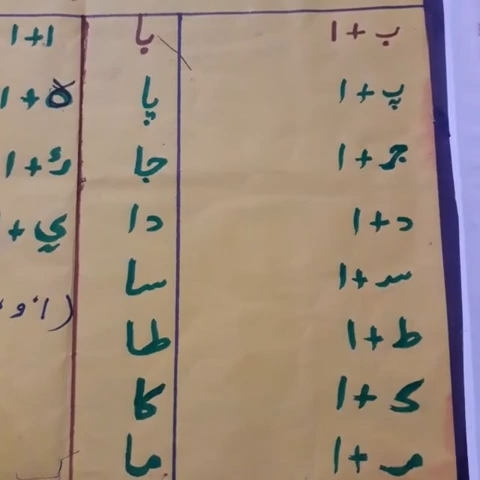 ب + ا با
پ + ا پا
ج + ا جا
د + ا دا
س + ا سا
ط + ا طا
ک + ا کا
م + ا ما
ا + ا
ه + ا
ئ + ا
ي + ا